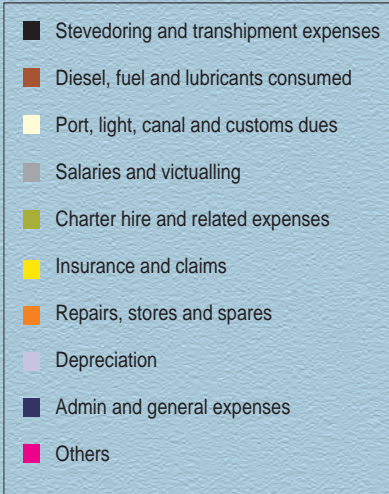 Stevedoring and transhipment expenses
Diesel, fuel and lubricants consumed
Port, light, canal and customs dues
Salaries and victualling
Charter hire and related expenses
Insurance and claims
Repairs, stores and spares
Depreciation
Admin and general expenses
Others